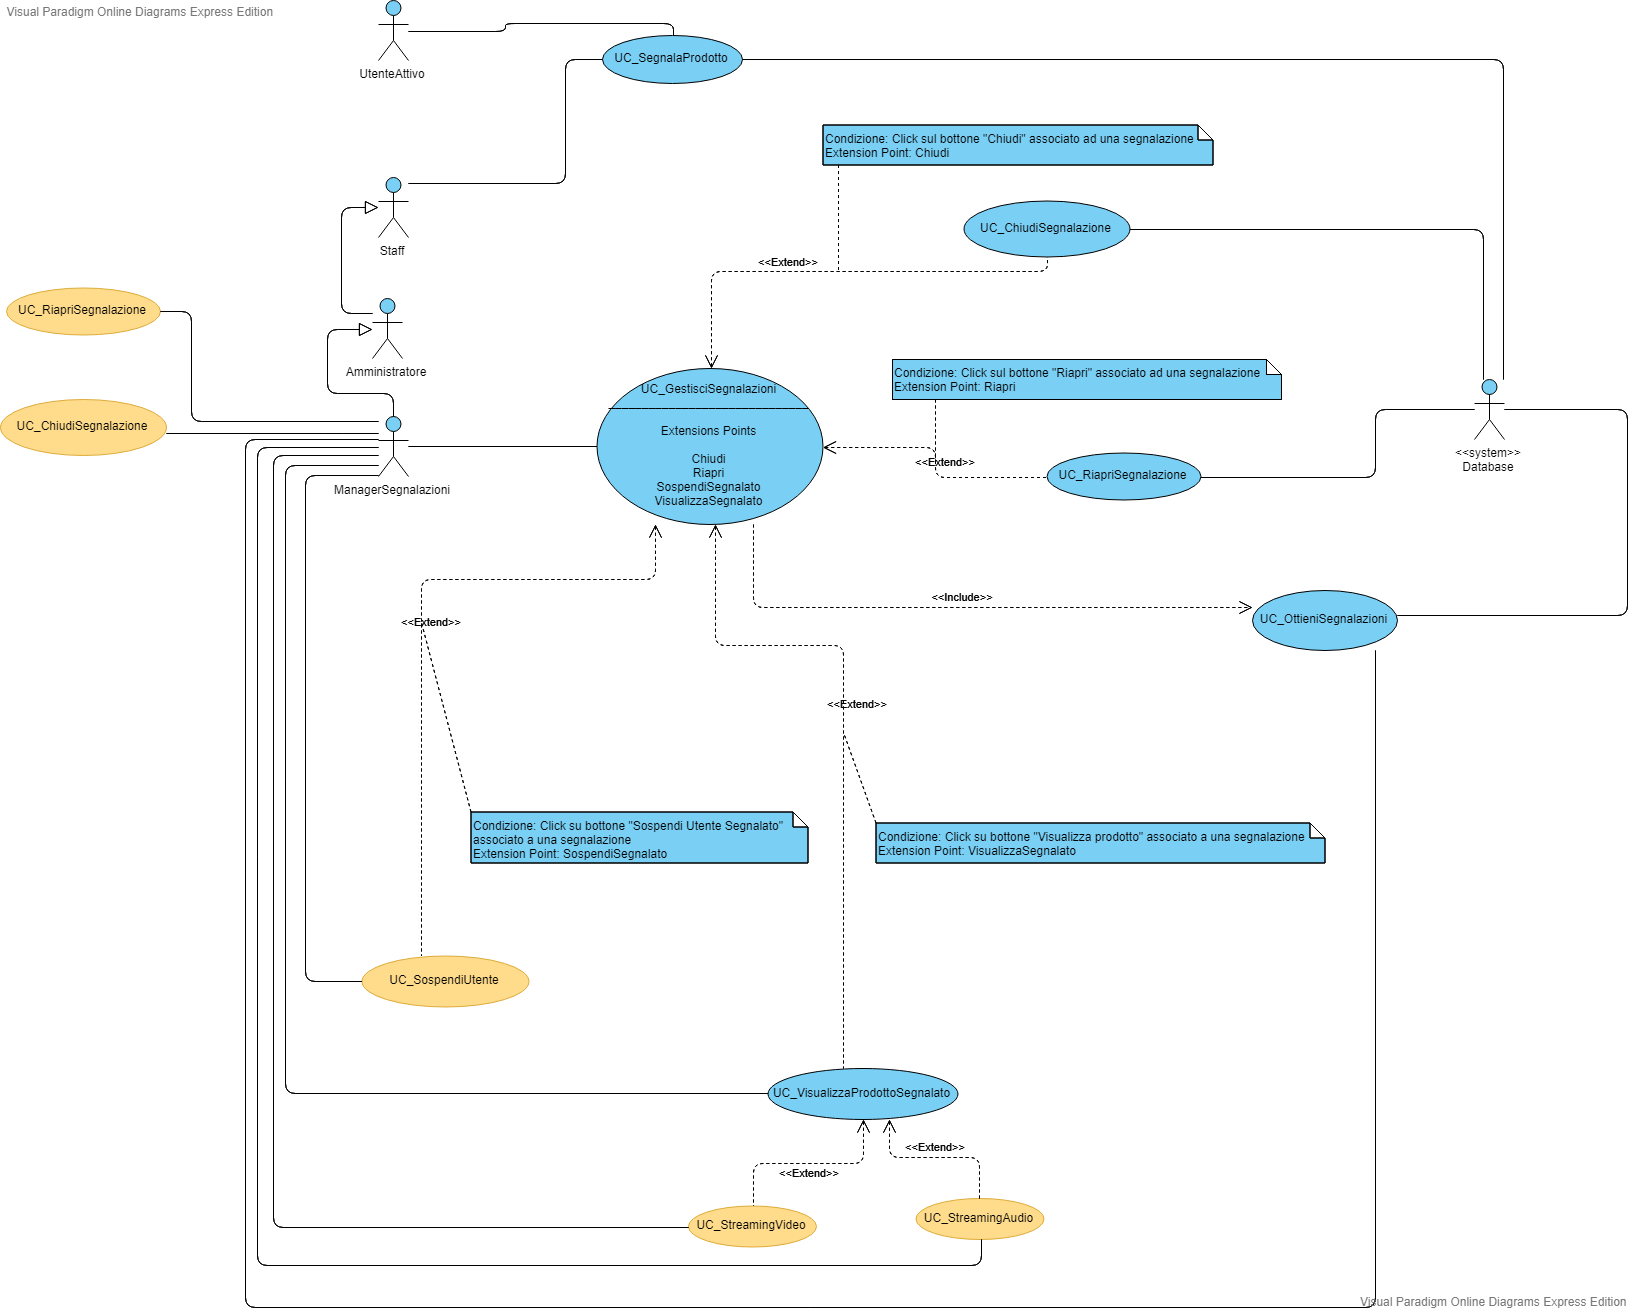 Visual Paradigm Online Diagrams Express Edition
UtenteAttivo
UC_SegnalaProdotto
Condizione: Click sul bottone "Chiudi" associato ad una segnalazione
Extension Point: Chiudi
Staff
UC_ChiudiSegnalazione
<<Extend>>
UC_RiapriSegnalazione
Amministratore
Condizione: Click sul bottone "Riapri" associato ad una segnalazione
Extension Point: Riapri
UC_GestisciSegnalazioni
Extensions Points
Chiudi
Riapri
SospendiSegnalato
VisualizzaSegnalato
UC_ChiudiSegnalazione
ManagerSegnalazioni
<<Extend>>
UC_RiapriSegnalazione
<<system>>
Database
<<Include>>
UC_OttieniSegnalazioni
<<Extend>>
<<Extend>>
Condizione: Click su bottone "Sospendi Utente Segnalato"
associato a una segnalazione
Extension Point: SospendiSegnalato
Condizione: Click su bottone "Visualizza prodotto" associato a una segnalazione
Extension Point: VisualizzaSegnalato
UC_SospendiUtente
UC_VisualizzaProdottoSegnalato
<<Extend>>
<<Extend>>
UC_StreamingVideo
UC_StreamingAudio
Visual Paradigm Online Diagrams Express Edition